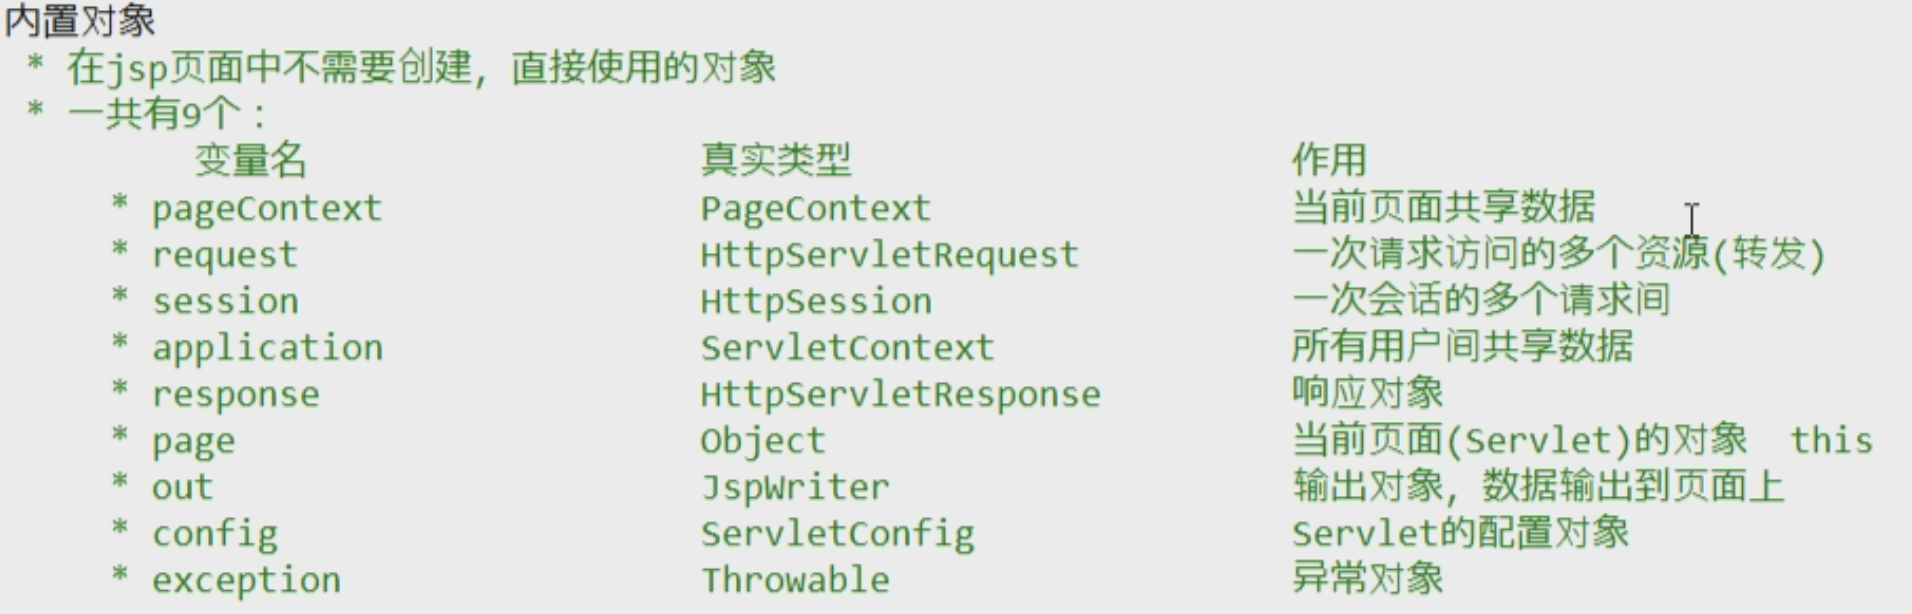 内置对象
* 在jsp页面中不需要创建，直接使用的对象
* 一共有9个：
变量名 真实类型 作用
* pageContext PageContext 当前页面共享数据
* request HttpServletRequest 一次请求访问的多个资源(转发)
* session HttpSession 一次会话的多个请求间
* application ServletContext 所有用户间共享数据
* response HttpServletResponse 响应对象
* page Object 当前页面(Servlet)的对象 this
* out JspWriter 输出对象，数据输出到页面上
* config ServletConfig Servlet的配置对象
* exception Throwable 异常对象